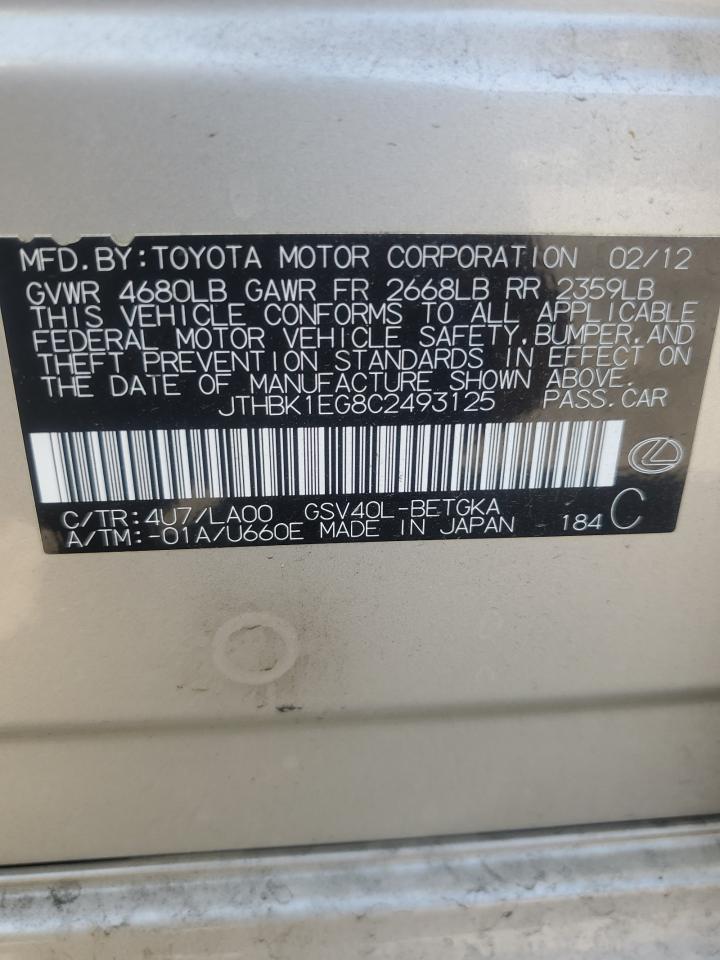 MFD.BY:TOYOTA MOTOR CORPORATION 02/12
GVWR 4680LB GAWR FR 2668LB RR 2359LB
THIS VEHICLE CONFORMS TO ALL APPLICABLE
FEDERAL MOTOR VEHICLE SAFETY,BUMPER,AND
THEFT PREVENTION STANDARDS IN EFFECT ON
THE DATE OF MANUFACTURE SHOWN ABOVE.
JTHBK1EG8C2493125 PASS.CAR
C/TR:4U7/LA00 GSV40L-BETGKA
A/TM:-01A/U660E MADE IN JAPAN 184 C